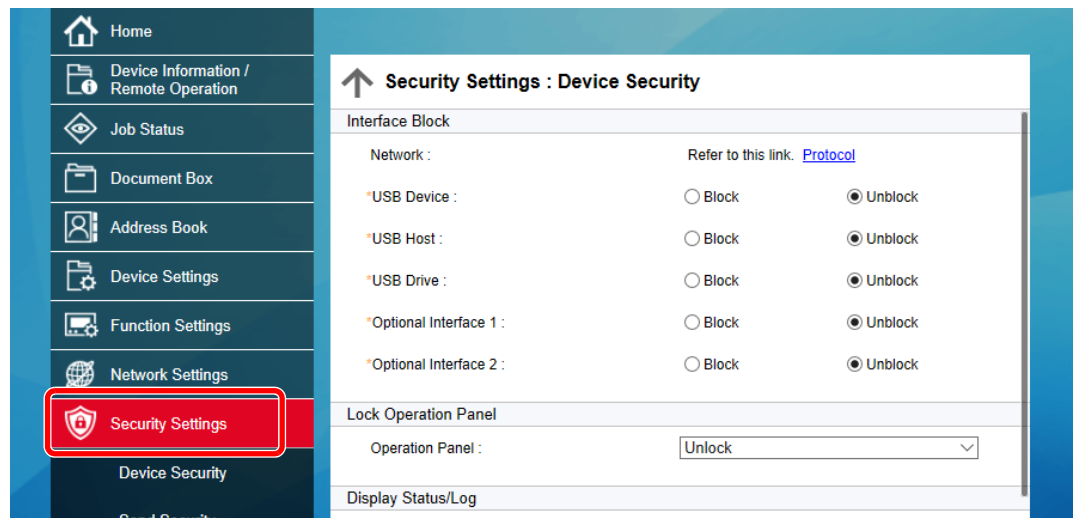 Home
Device Information /
Remote Operation
Job Status
Document Box
Address Book
Device Settings
Function Settings
Network Settings
Security Settings
Device Security
Security Settings : Device Security
Interface Block
Network : Refer to this link. Protocol
*USB Device : Block Unblock
*USB Host : Block Unblock
*USB Drive : Block Unblock
*Optional Interface 1 : Block Unblock
*Optional Interface 2 : Block Unblock
Lock Operation Panel
Operation Panel : Unlock
Display Status/Log